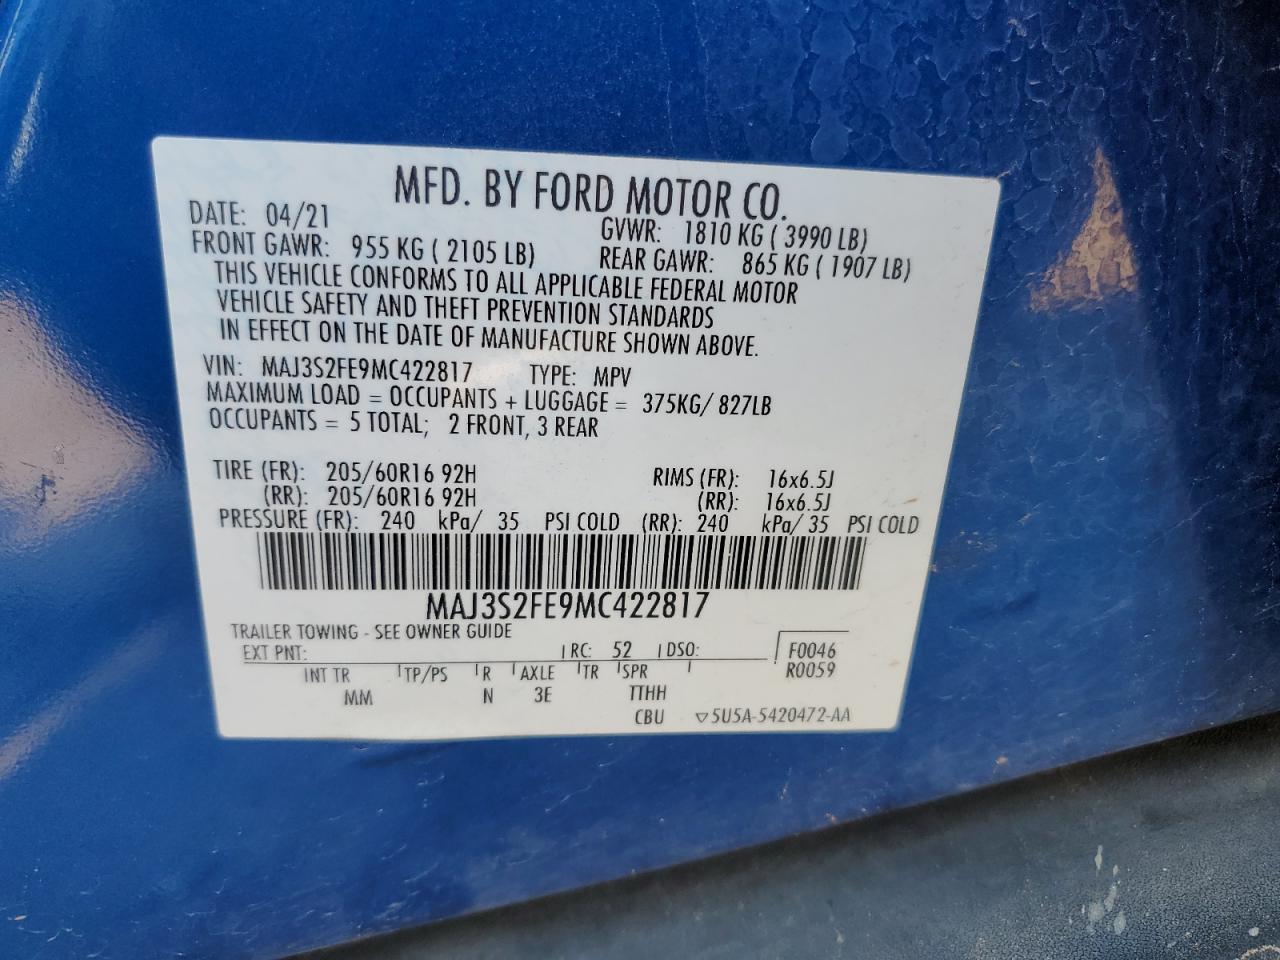 MFD. BY FORD MOTOR CO.
DATE: 04/21 GVWR: 1810 KG ( 3990 LB)
FRONT GAWR: 955 KG ( 2105 LB) REAR GAWR: 865 KG ( 1907 LB)
THIS VEHICLE CONFORMS TO ALL APPLICABLE FEDERAL MOTOR
VEHICLE SAFETY AND THEFT PREVENTION STANDARDS
IN EFFECT ON THE DATE OF MANUFACTURE SHOWN ABOVE.
VIN: MAJ3S2FE9MC422817 TYPE: MPV
MAXIMUM LOAD = OCCUPANTS + LUGGAGE = 375KG/ 827LB
OCCUPANTS = 5 TOTAL; 2 FRONT, 3 REAR
TIRE (FR): 205/60R16 92H RIMS (FR): 16x6.5J
(RR): 205/60R16 92H (RR): 16x6.5J
PRESSURE (FR): 240 kPa/ 35 PSI COLD (RR): 240 kPa/ 35 PSI COLD
MAJ3S2FE9MC422817
TRAILER TOWING - SEE OWNER GUIDE
EXT PNT: RC: 52 DSO: F0046
INT TR TP/PS R AXLE TR SPR R0059
MM N 3E TTHH
CBU ▽5U5A-5420472-AA